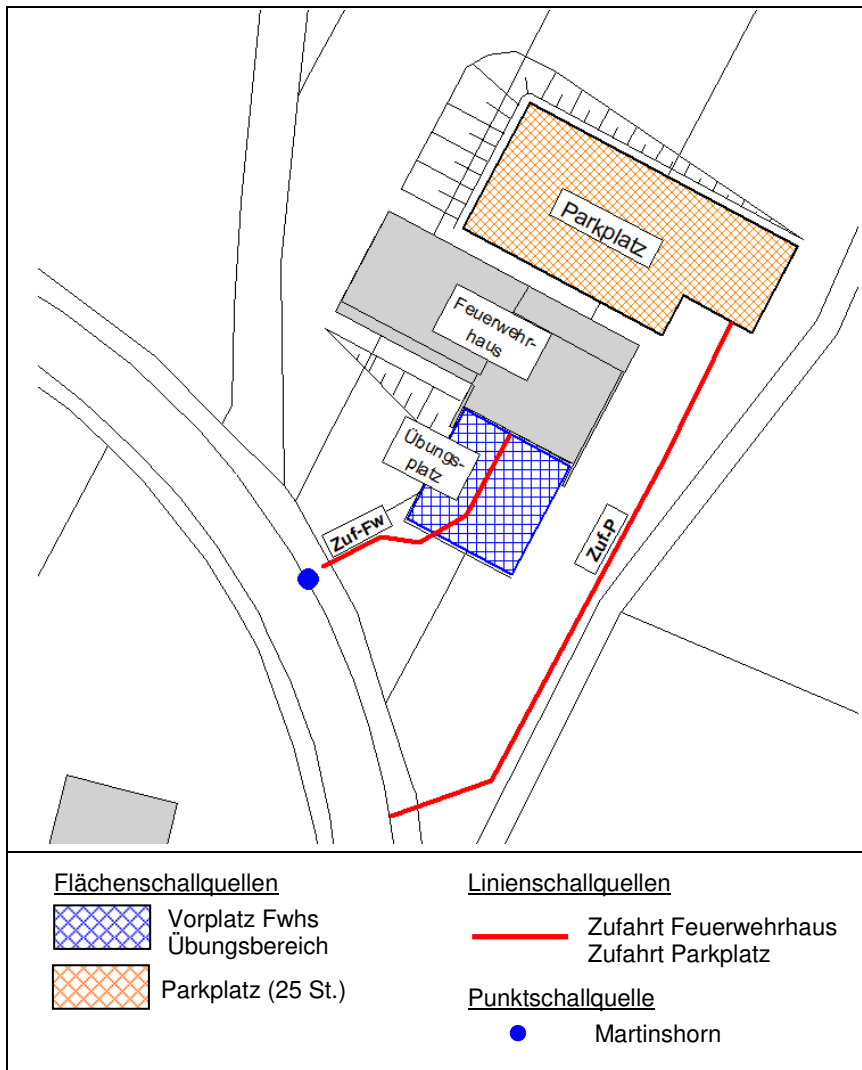 Parkplatz
Feuerwehr-
haus
Übungs-
platz
Zuf-Fw
Zuf-P
Flächenschallquellen
Vorplatz Fwhs
Übungsbereich
Parkplatz (25 St.)
Linienschallquellen
Zufahrt Feuerwehrhaus
Zufahrt Parkplatz
Punktschallquelle
Martinshorn